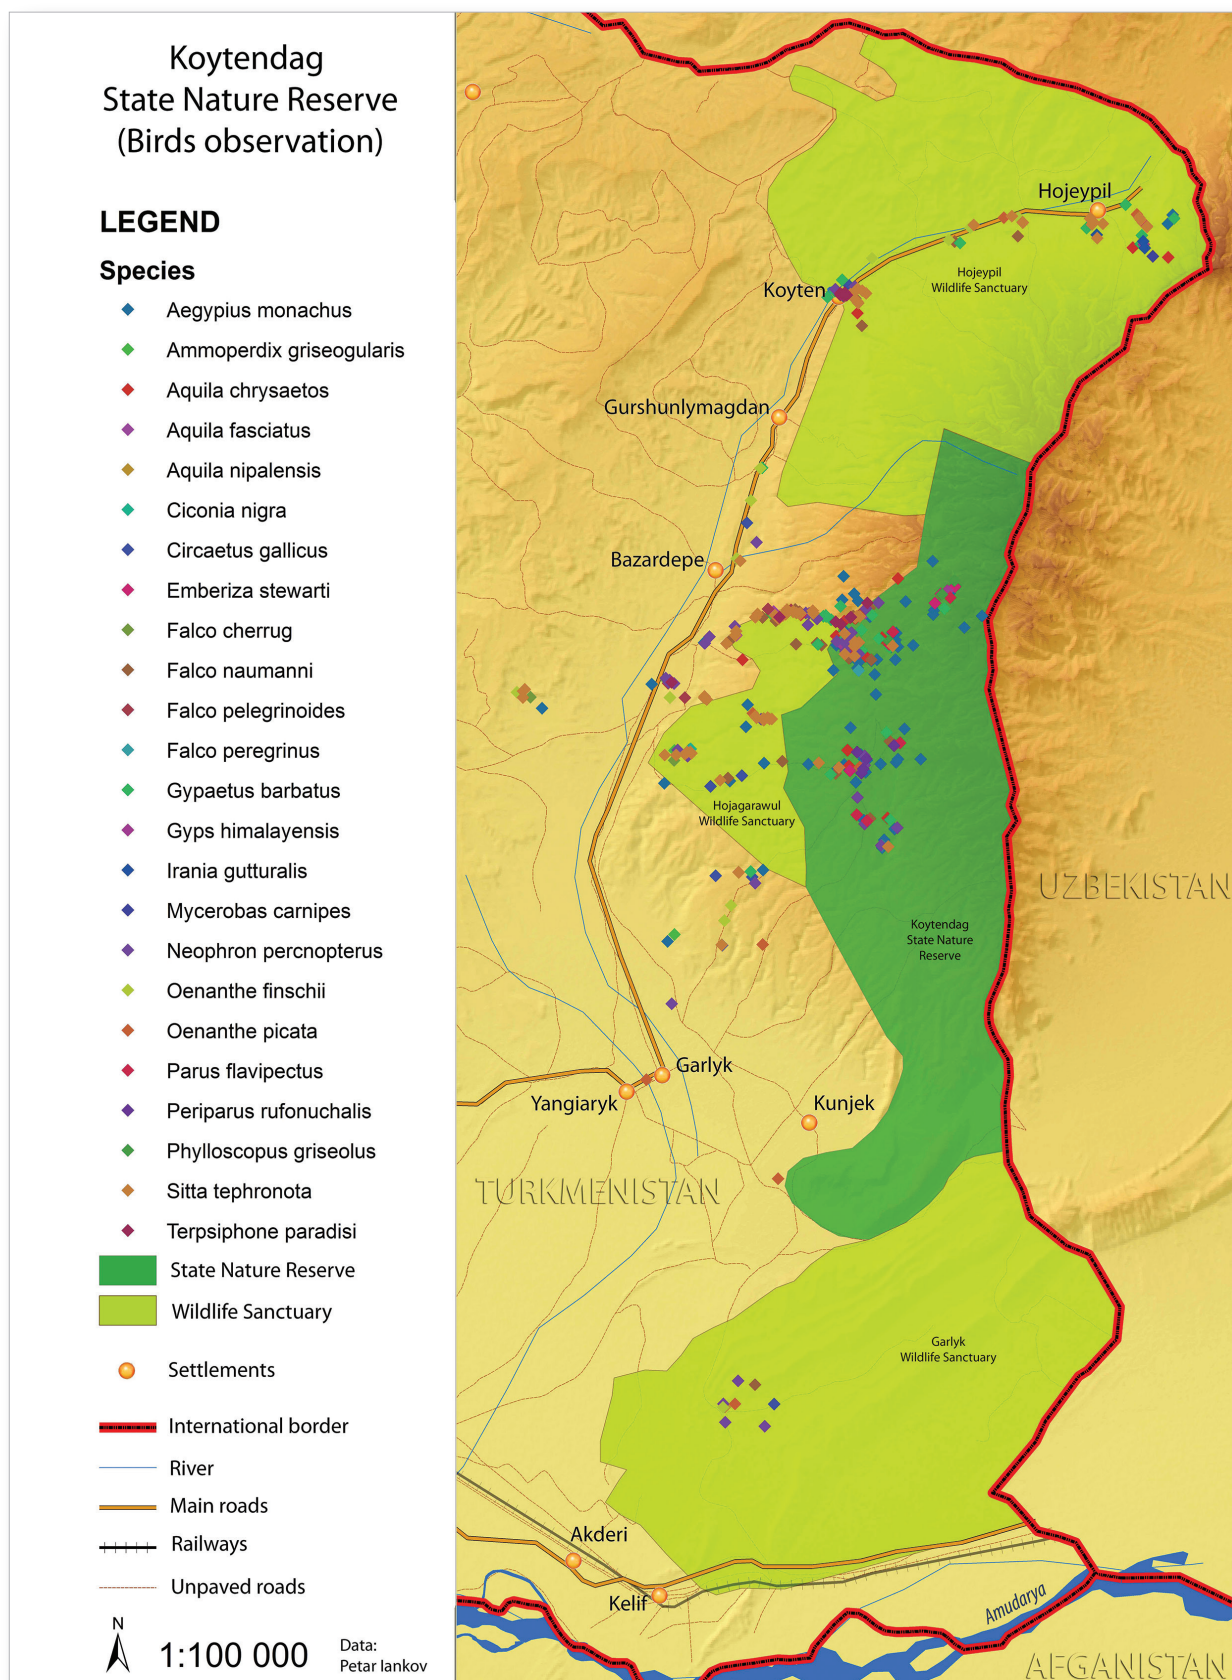 Koytendag
State Nature Reserve
(Birds observation)
LEGEND
Species
Aegypius monachus
Ammoperdix griseogularis
Aquila chrysaetos
Aquila fasciatus
Aquila nipalensis
Ciconia nigra
Circaetus gallicus
Emberiza stewarti
Falco cherrug
Falco naumanni
Falco pelegrinoides
Falco peregrinus
Gypaetus barbatus
Gyps himalayensis
Irania gutturalis
Mycerobas carnipes
Neophron percnopterus
Oenanthe finschii
Oenanthe picata
Parus flavipectus
Periparus rufonuchalis
Phylloscopus griseolus
Sitta tephronota
Terpsiphone paradisi
State Nature Reserve
Wildlife Sanctuary
Settlements
International border
River
Main roads
Railways
Unpaved roads
N
1:100 000
Data:
Petar Iankov
Hojeypil
Hojeypil
Wildlife Sanctuary
Koyten
Gurshunlymagdan
Bazardepe
Hojagarawul
Wildlife Sanctuary
UZBEKISTAN
Koytendag
State Nature
Reserve
Garlyk
Yangiaryk
Kunjek
TURKMENISTAN
Garlyk
Wildlife Sanctuary
Akderi
Kelif
Amudarya
AFGANISTAN